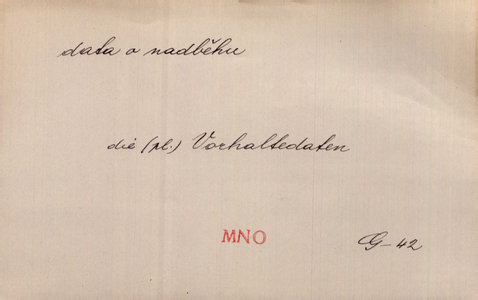 data o nadběhu
die (pl.) Vorhaltedaten
MNO
G-42